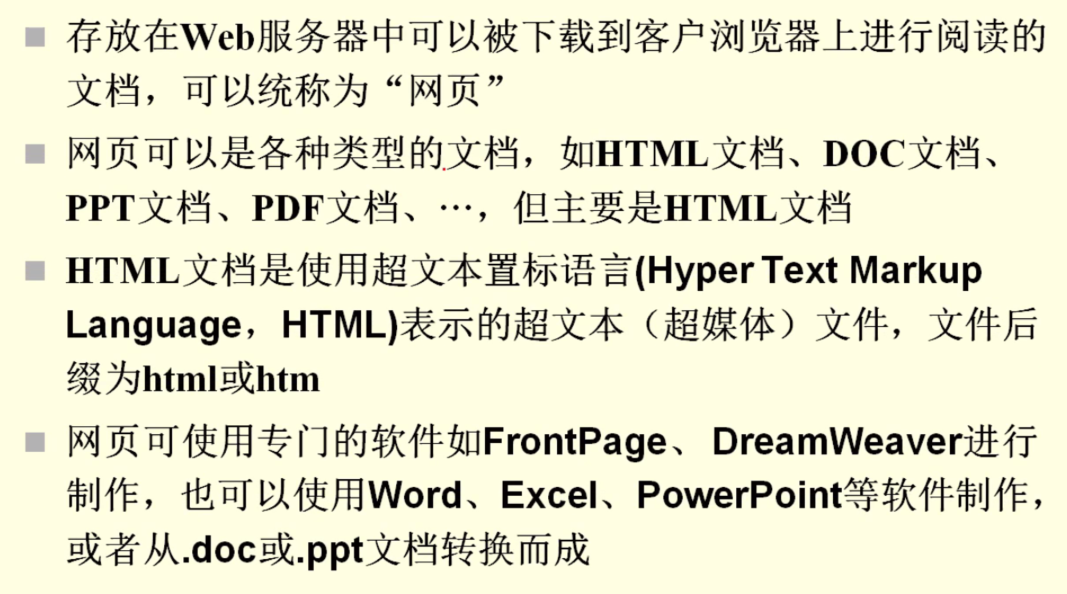 存放在Web服务器中可以被下载到客户浏览器上进行阅读的
文档，可以统称为“网页”
网页可以是各种类型的文档，如HTML文档、DOC文档、
PPT文档、PDF文档、…，但主要是HTML文档
HTML文档是使用超文本置标语言(Hyper Text Markup
Language，HTML)表示的超文本（超媒体）文件，文件后
缀为html或htm
网页可使用专门的软件如FrontPage、 DreamWeaver进行
制作，也可以使用Word、Excel、PowerPoint等软件制作，
或者从.doc或.ppt文档转换而成